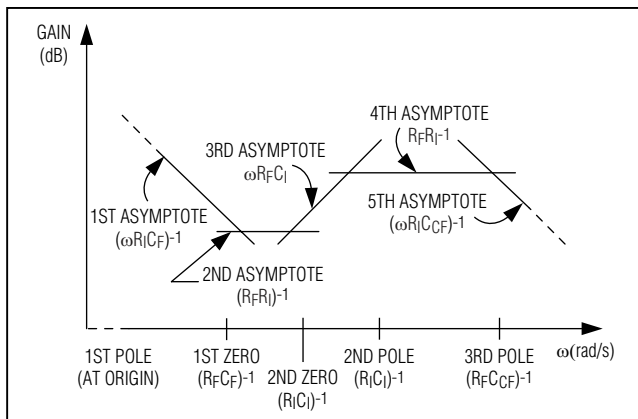 GAIN
(dB)
4TH ASYMPTOTE
RFRI-1
3RD ASYMPTOTE
ωRFCI
1ST ASYMPTOTE
(ωRICF)-1
5TH ASYMPTOTE
(ωRICCF)-1
2ND ASYMPTOTE
(RFRI)-1
1ST POLE
(AT ORIGIN)
1ST ZERO
(RFCF)-1
2ND ZERO
(RICI)-1
2ND POLE
(RICI)-1
3RD POLE
(RFCCF)-1
ω(rad/s)